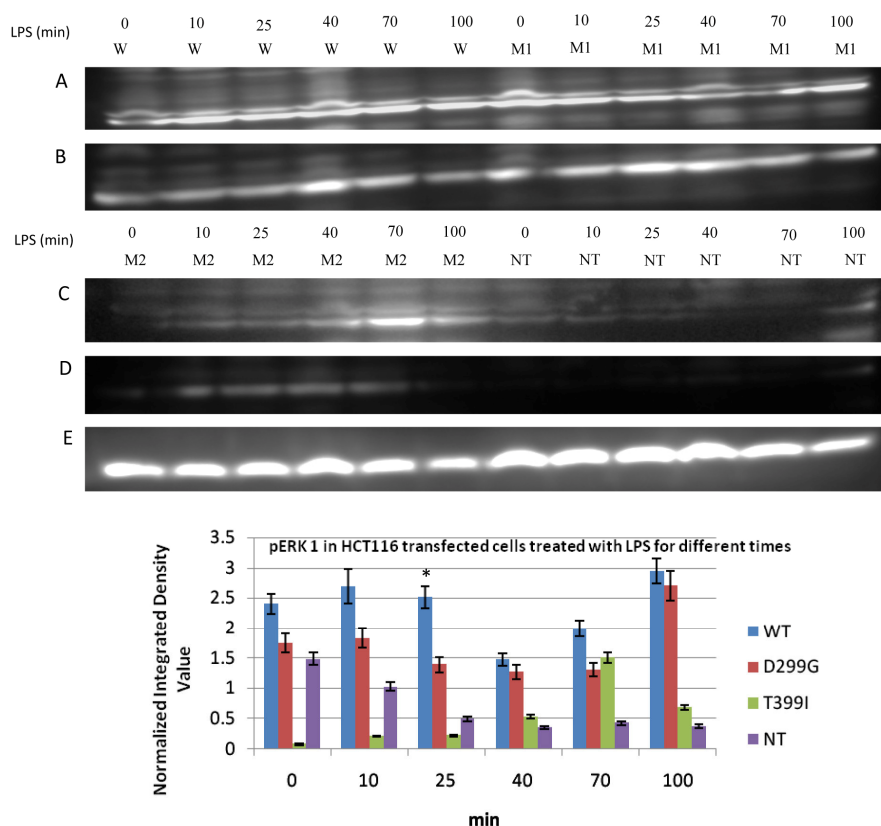 LPS (min) 0 10 25 40 70 100 0 10 25 40 70 100
W W W W W W M1 M1 M1 M1 M1 M1
A
B
LPS (min) 0 10 25 40 70 100 0 10 25 40 70 100
M2 M2 M2 M2 M2 M2 NT NT NT NT NT NT
C
D
E
pERK 1 in HCT116 transfected cells treated with LPS for different times
Normalized Integrated Density
Value
3.5
3
2.5
2
1.5
1
0.5
0
*
WT
D299G
T399I
NT
0 10 25 40 70 100
min